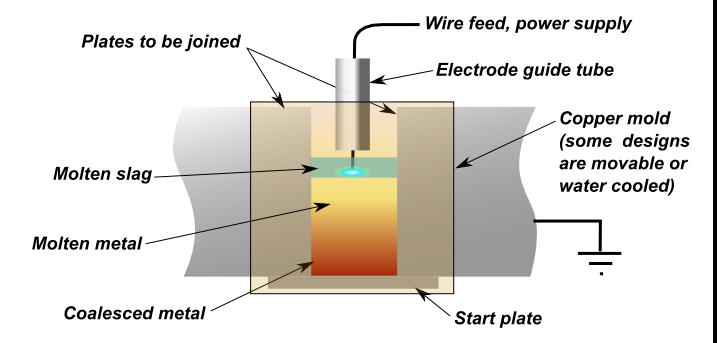 Wire feed, power supply
Plates to be joined
Electrode guide tube
Copper mold
(some designs
are movable or
water cooled)
Molten slag
Molten metal
Coalesced metal
Start plate